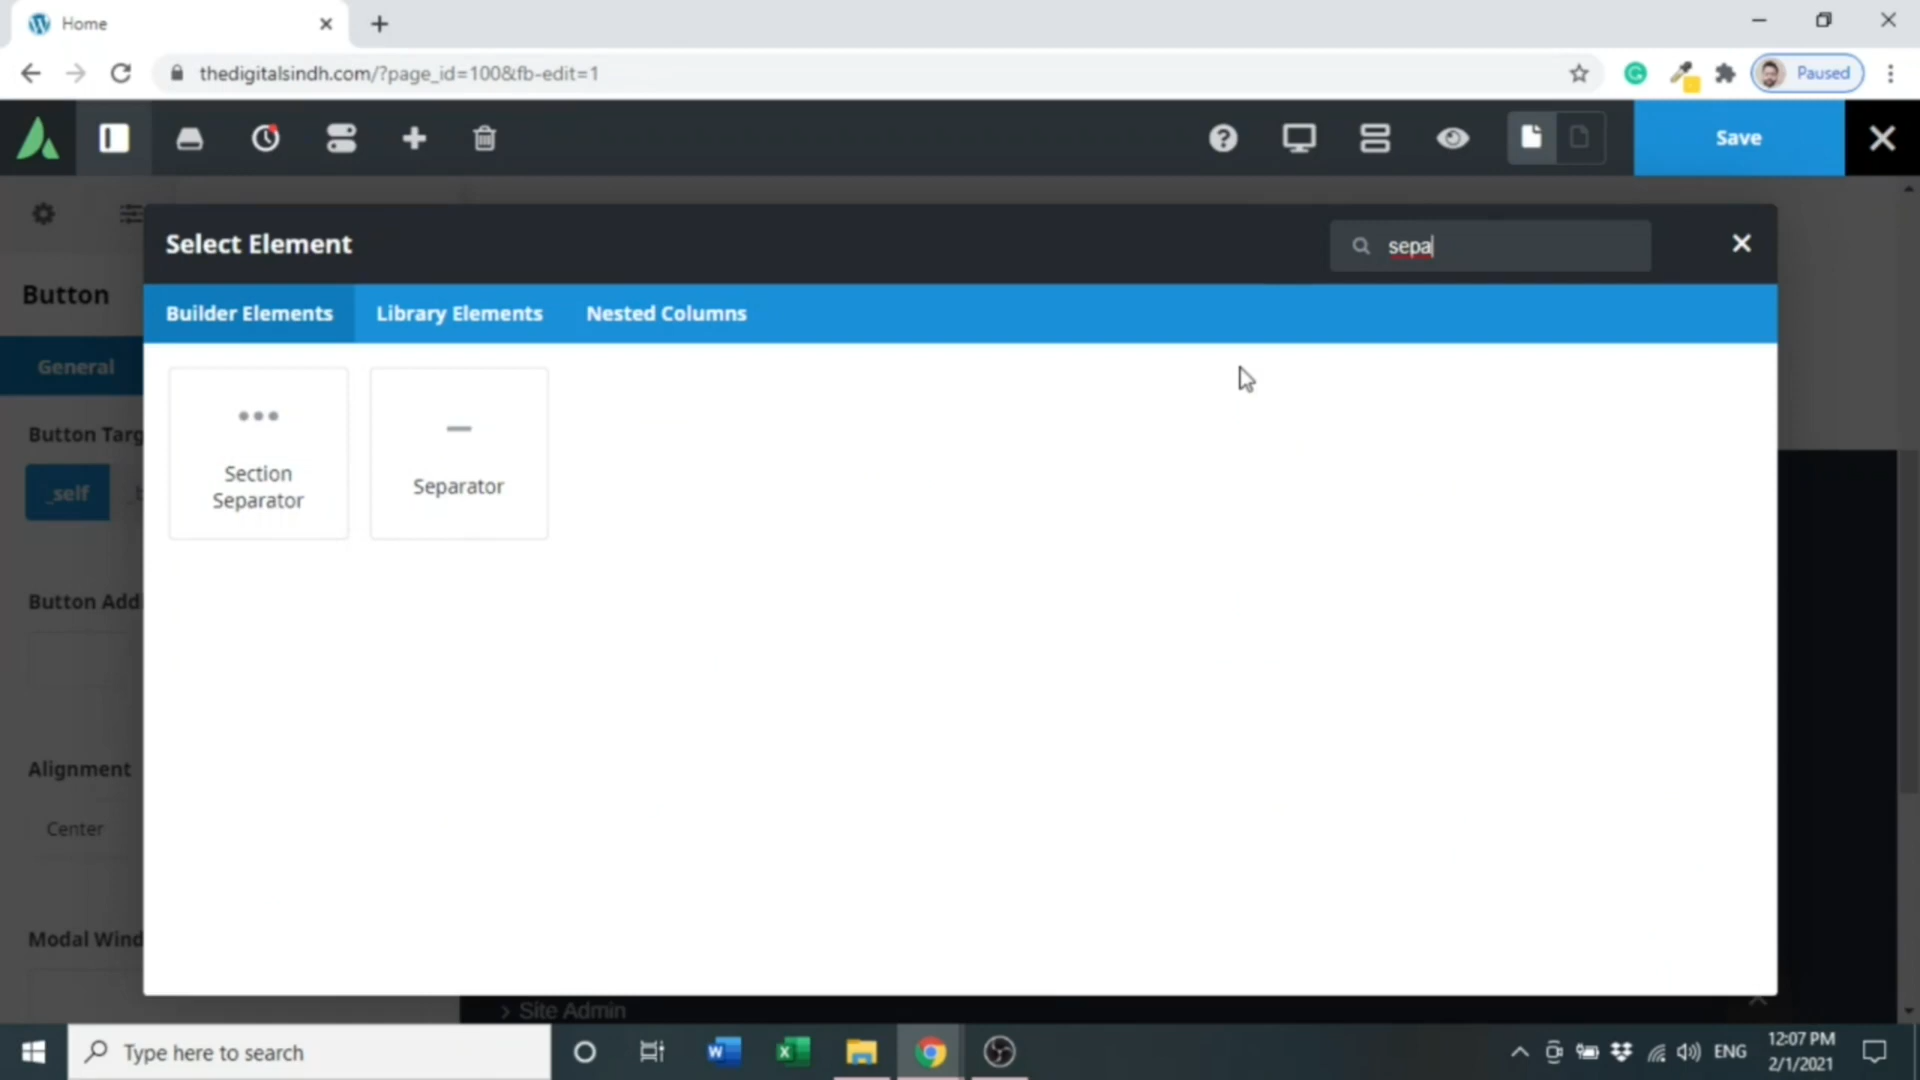 Home
thedigitalsindh.com/?page_id=100&fb-edit=1
Paused
Save
Select Element
sepa
Button
Builder Elements
Library Elements
Nested Columns
General
Section
Separator
Separator
Button Targ
_self
Button Add
Alignment
Center
Modal Wind
Site Admin
Type here to search
ENG
12:07 PM
2/1/2021